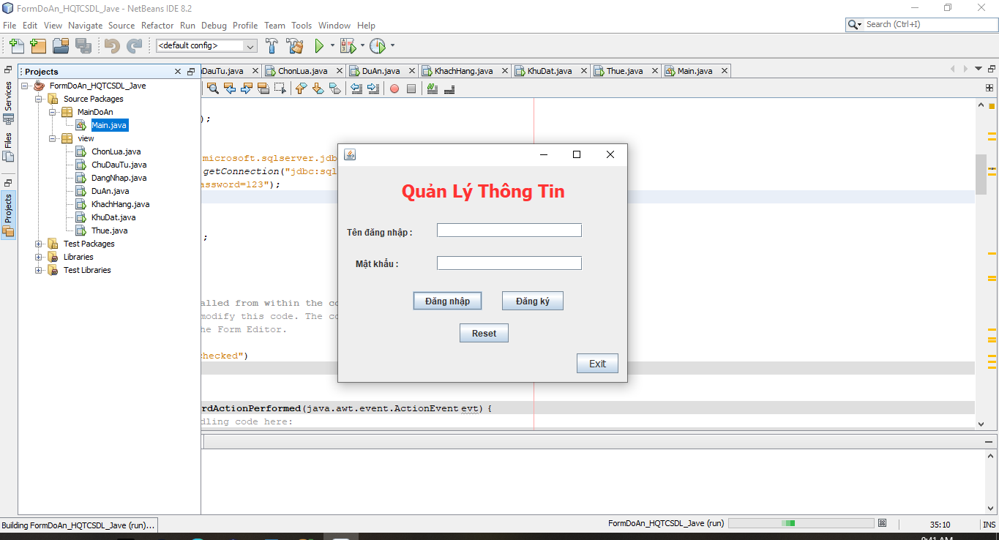 FormDoAn_HQTCSDL_Java - NetBeans IDE 8.2
File Edit View Navigate Source Refactor Run Debug Profile Team Tools Window Help
Search (Ctrl+I)
<default config>
Projects
DauTu.java ChonLua.java DuAn.java KhachHang.java KhuDat.java Thue.java Main.java
Services
Files
Projects
FormDoAn_HQTCSDL_Java
Source Packages
MainDoAn
Main.java
view
ChonLua.java
ChuDauTu.java
DangNhap.java
DuAn.java
KhachHang.java
KhuDat.java
Thue.java
Test Packages
Libraries
Test Libraries
);
microsoft.sqlserver.jdb
getConnection("jdbc:sql
assword=123");
;
alled from within the co
modify this code. The co
he Form Editor.
checked")
rdActionPerformed(java.awt.event.ActionEvent evt) {
dling code here:
Quản Lý Thông Tin
Tên đăng nhập :
Mật khẩu :
Đăng nhập Đăng ký
Reset
Exit
Building FormDoAn_HQTCSDL_Java (run)...
FormDoAn_HQTCSDL_Java (run)
35:10
INS